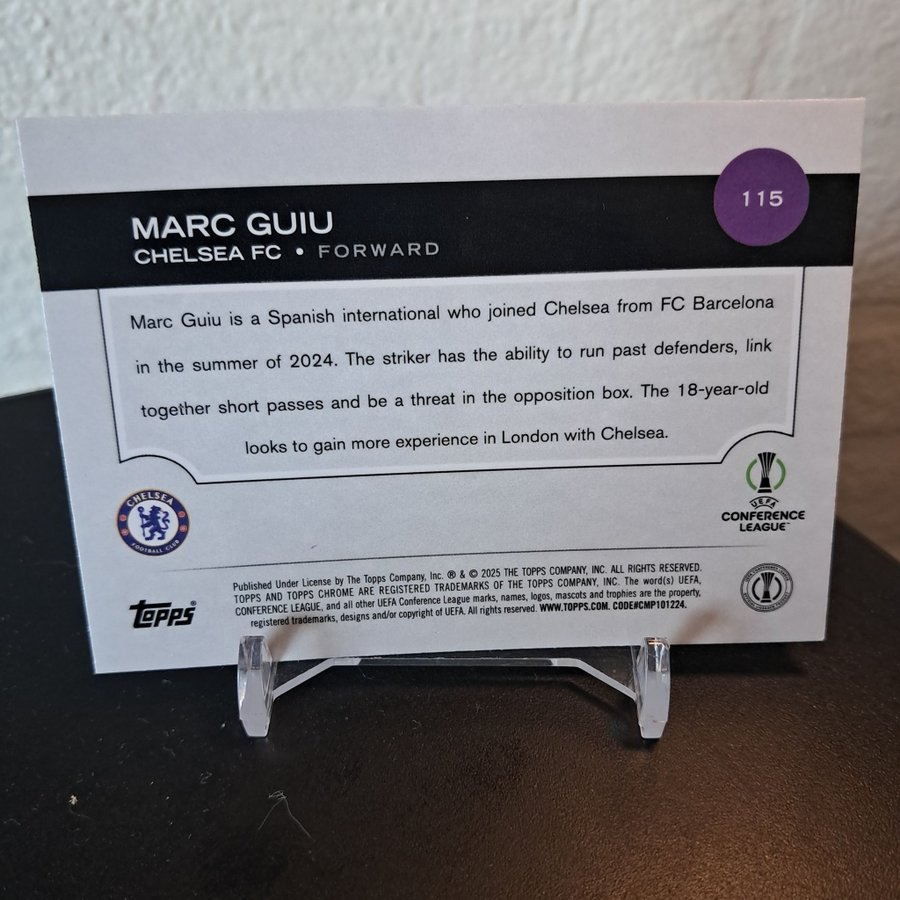 115
MARC GUIU
CHELSEA FC • FORWARD
Marc Guiu is a Spanish international who joined Chelsea from FC Barcelona
in the summer of 2024. The striker has the ability to run past defenders, link
together short passes and be a threat in the opposition box. The 18-year-old
looks to gain more experience in London with Chelsea.
CHELSEA
FOOTBALL CLUB
UEFA
CONFERENCE
LEAGUE™
topps®
Published Under License by The Topps Company, Inc. ® & © 2025 THE TOPPS COMPANY, INC. ALL RIGHTS RESERVED.
TOPPS AND TOPPS CHROME ARE REGISTERED TRADEMARKS OF THE TOPPS COMPANY, INC. The word(s) UEFA,
CONFERENCE LEAGUE, and all other UEFA Conference League marks, names, logos, mascots and trophies are the property,
registered trademarks, designs and/or copyright of UEFA. All rights reserved. WWW.TOPPS.COM. CODE#CMP101224.